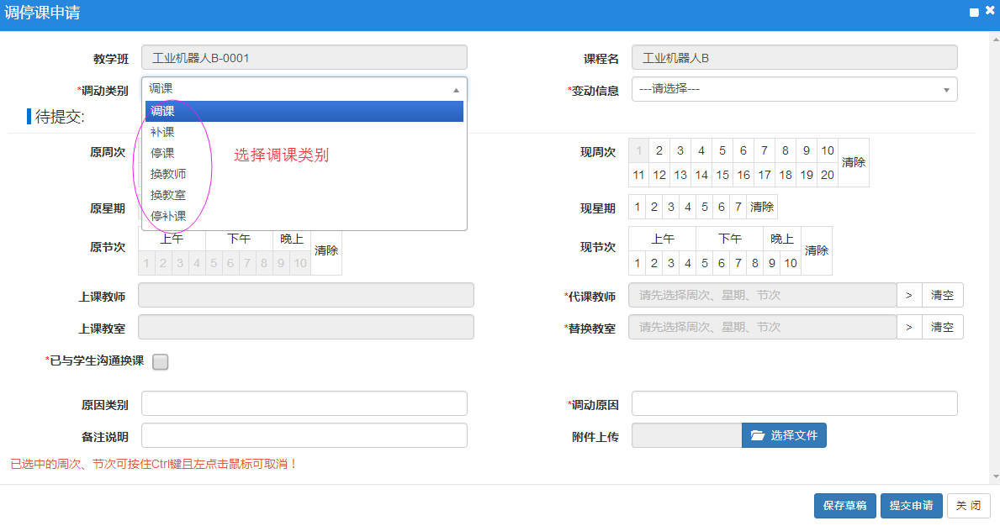 调停课申请
教学班 工业机器人B-0001 课程名 工业机器人B
*调动类别 调课 *变动信息 ---请选择---
调课
待提交:
补课
停课 选择调课类别
换教师
换教室
停补课
原周次 现周次 1 2 3 4 5 6 7 8 9 10 清除
11 12 13 14 15 16 17 18 19 20
原星期 现星期 1 2 3 4 5 6 7 清除
原节次 上午 下午 晚上 清除 现节次 上午 下午 晚上 清除
1 2 3 4 5 6 7 8 9 10 1 2 3 4 5 6 7 8 9 10
上课教师 *代课教师 请先选择周次、星期、节次 > 清空
上课教室 *替换教室 请先选择周次、星期、节次 > 清空
*已与学生沟通换课
原因类别 *调动原因
备注说明 附件上传 选择文件
已选中的周次、节次可按住Ctrl键且左点击鼠标可取消！
保存草稿 提交申请 关 闭